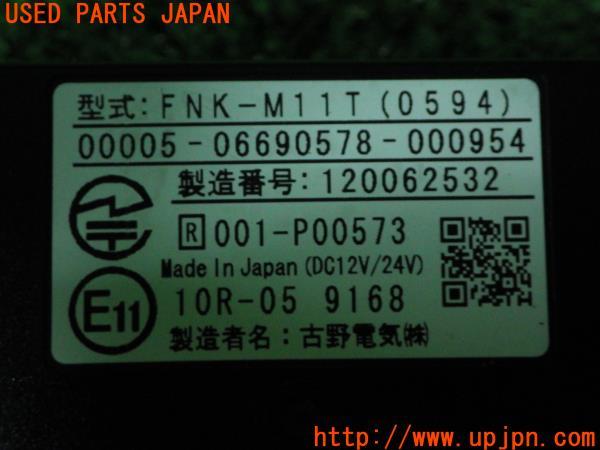 USED PARTS JAPAN
型式:FNK-M11T(0594)
00005-06690578-000954
製造番号:120062532
R 001-P00573
Made In Japan (DC12V/24V)
E11 10R-05 9168
製造者名:古野電気㈱
http://www.upjpn.com